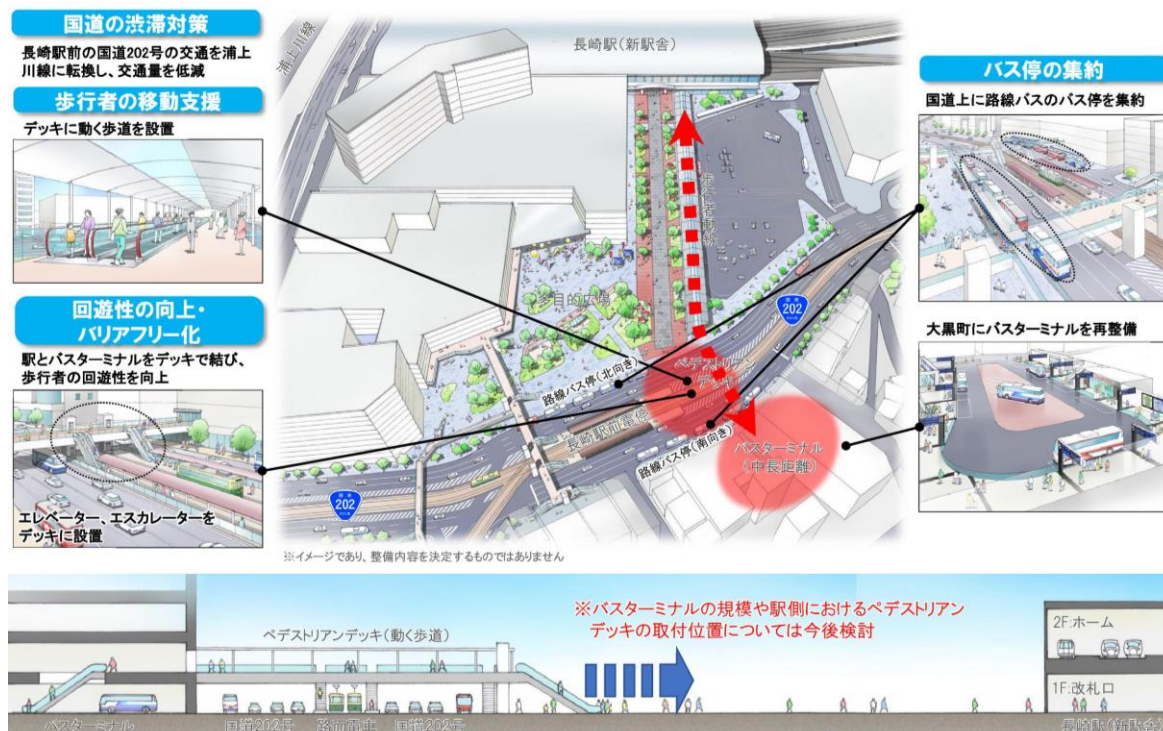 国道の渋滞対策
長崎駅前の国道202号の交通を浦上
川線に転換し、交通量を低減
歩行者の移動支援
デッキに動く歩道を設置
回遊性の向上・
バリアフリー化
駅とバスターミナルをデッキで結び、
歩行者の回遊性を向上
エレベーター、エスカレーターを
デッキに設置
浦上川線
長崎駅(新駅舎)
歩行者動線
多目的広場
国道
202
ペデストリアン
デッキ
路線バス停(北向き)
長崎駅前電停
路線バス停(南向き)
バスターミナル
(中長距離)
国道
202
※イメージであり、整備内容を決定するものではありません
バス停の集約
国道上に路線バスのバス停を集約
大黒町にバスターミナルを再整備
※バスターミナルの規模や駅側におけるペデストリアン
デッキの取付位置については今後検討
ペデストリアンデッキ(動く歩道)
2F:ホーム
1F:改札口
バスターミナル
国道202号
路面電車
国道202号
長崎駅(新駅舎)